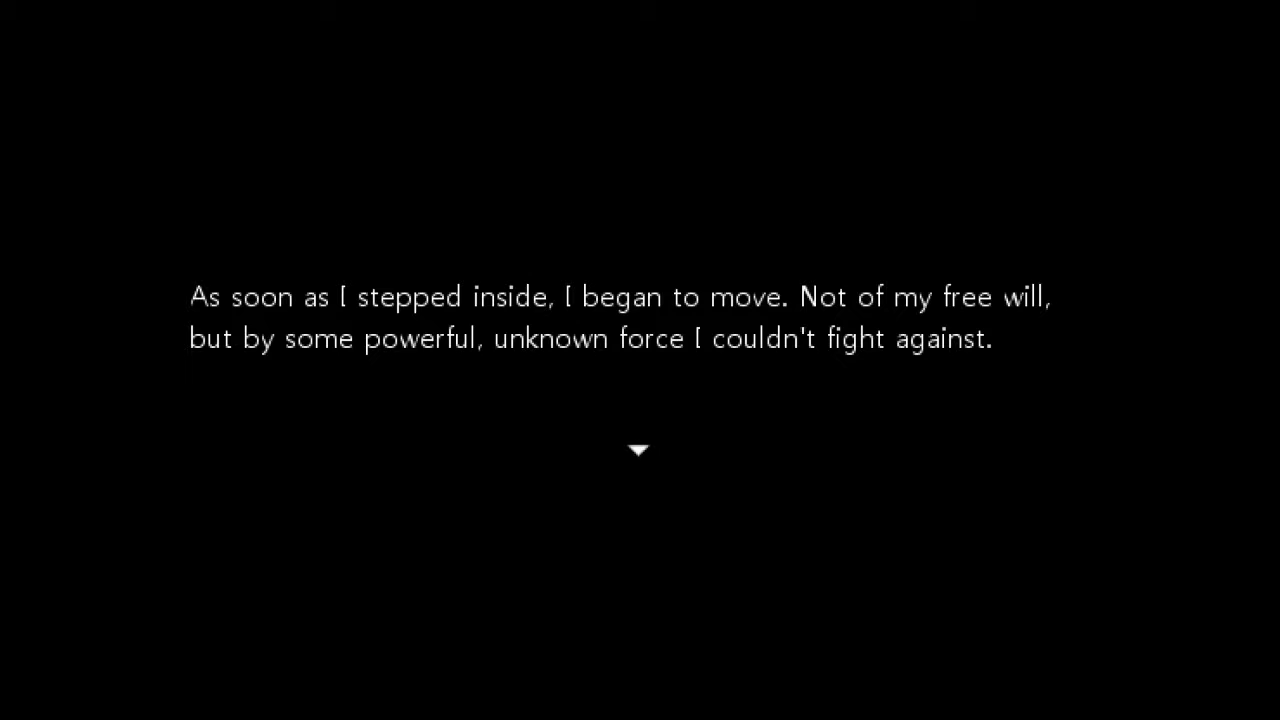 As soon as I stepped inside, I began to move. Not of my free will,
but by some powerful, unknown force I couldn't fight against.